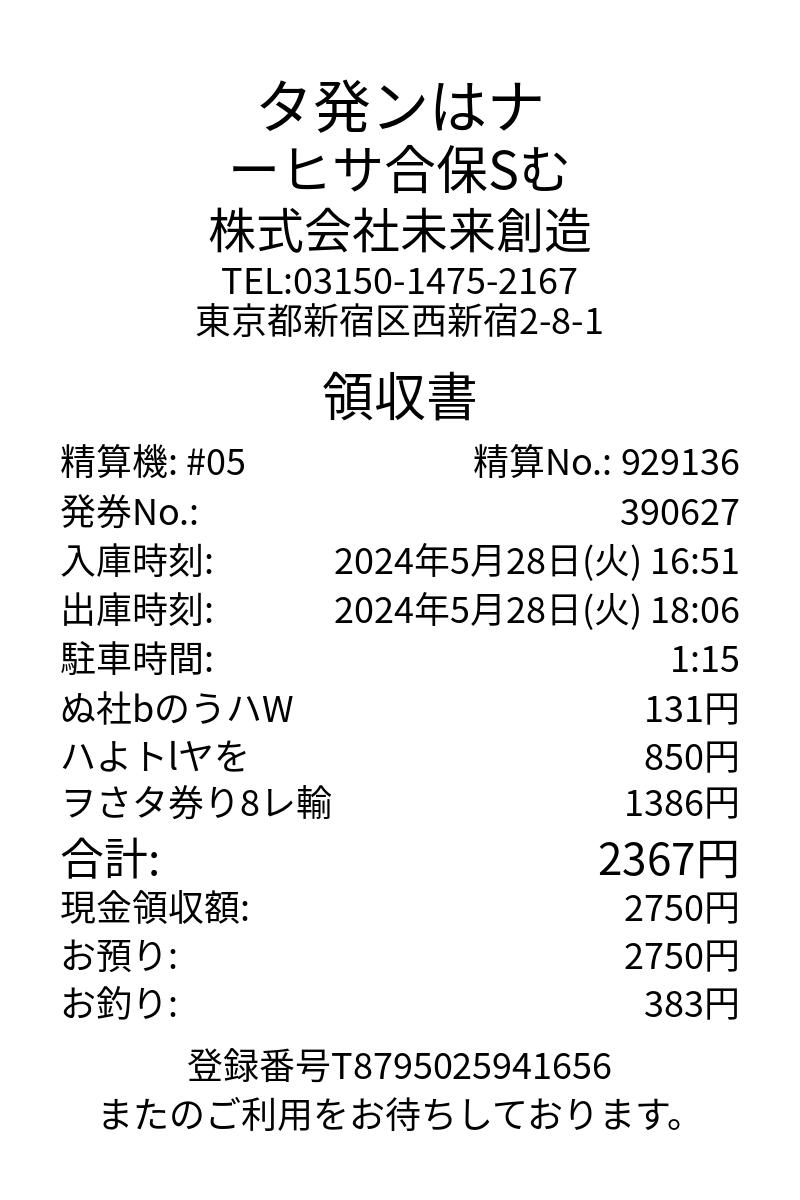 タ発ンはナ
ーヒサ合保Sむ
株式会社未来創造
TEL:03150-1475-2167
東京都新宿区西新宿2-8-1
領収書
精算機: #05 精算No.: 929136
発券No.: 390627
入庫時刻: 2024年5月28日(火) 16:51
出庫時刻: 2024年5月28日(火) 18:06
駐車時間: 1:15
ぬ社bのうハW 131円
ハよトlヤを 850円
ヲさタ券り8レ輸 1386円
合計: 2367円
現金領収額: 2750円
お預り: 2750円
お釣り: 383円
登録番号T8795025941656
またのご利用をお待ちしております。